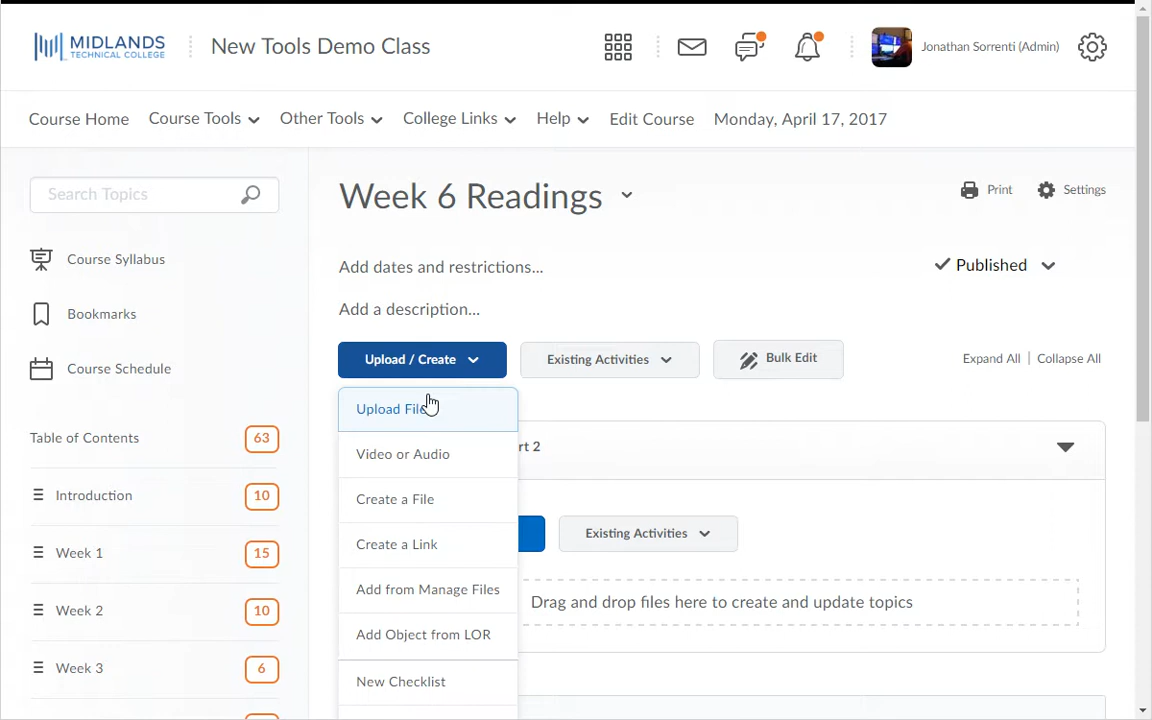 MIDLANDS
TECHNICAL COLLEGE
New Tools Demo Class
Jonathan Sorrenti (Admin)
Course Home
Course Tools
Other Tools
College Links
Help
Edit Course
Monday, April 17, 2017
Search Topics
Course Syllabus
Bookmarks
Course Schedule
Table of Contents
63
Introduction
10
Week 1
15
Week 2
10
Week 3
6
Week 6 Readings
Print
Settings
Add dates and restrictions...
Published
Add a description...
Upload / Create
Existing Activities
Bulk Edit
Expand All
Collapse All
Upload File
Video or Audio
Create a File
Create a Link
Add from Manage Files
Add Object from LOR
New Checklist
rt 2
Existing Activities
Drag and drop files here to create and update topics